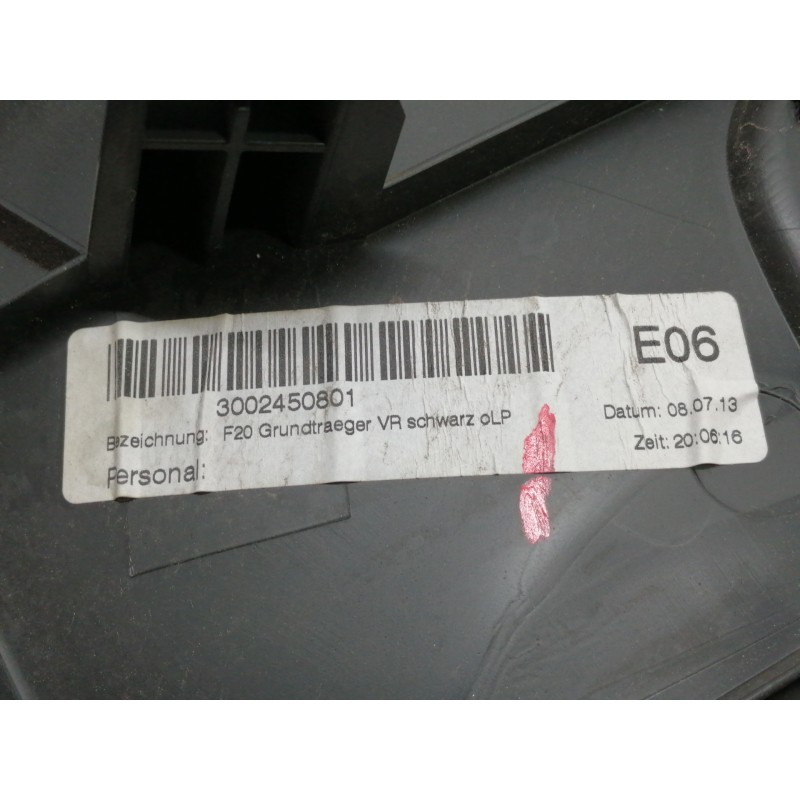 3002450801
E06
Bezeichnung: F20 Grundtraeger VR schwarz oLP
Datum: 08.07.13
Personal:
Zeit: 20:06:16